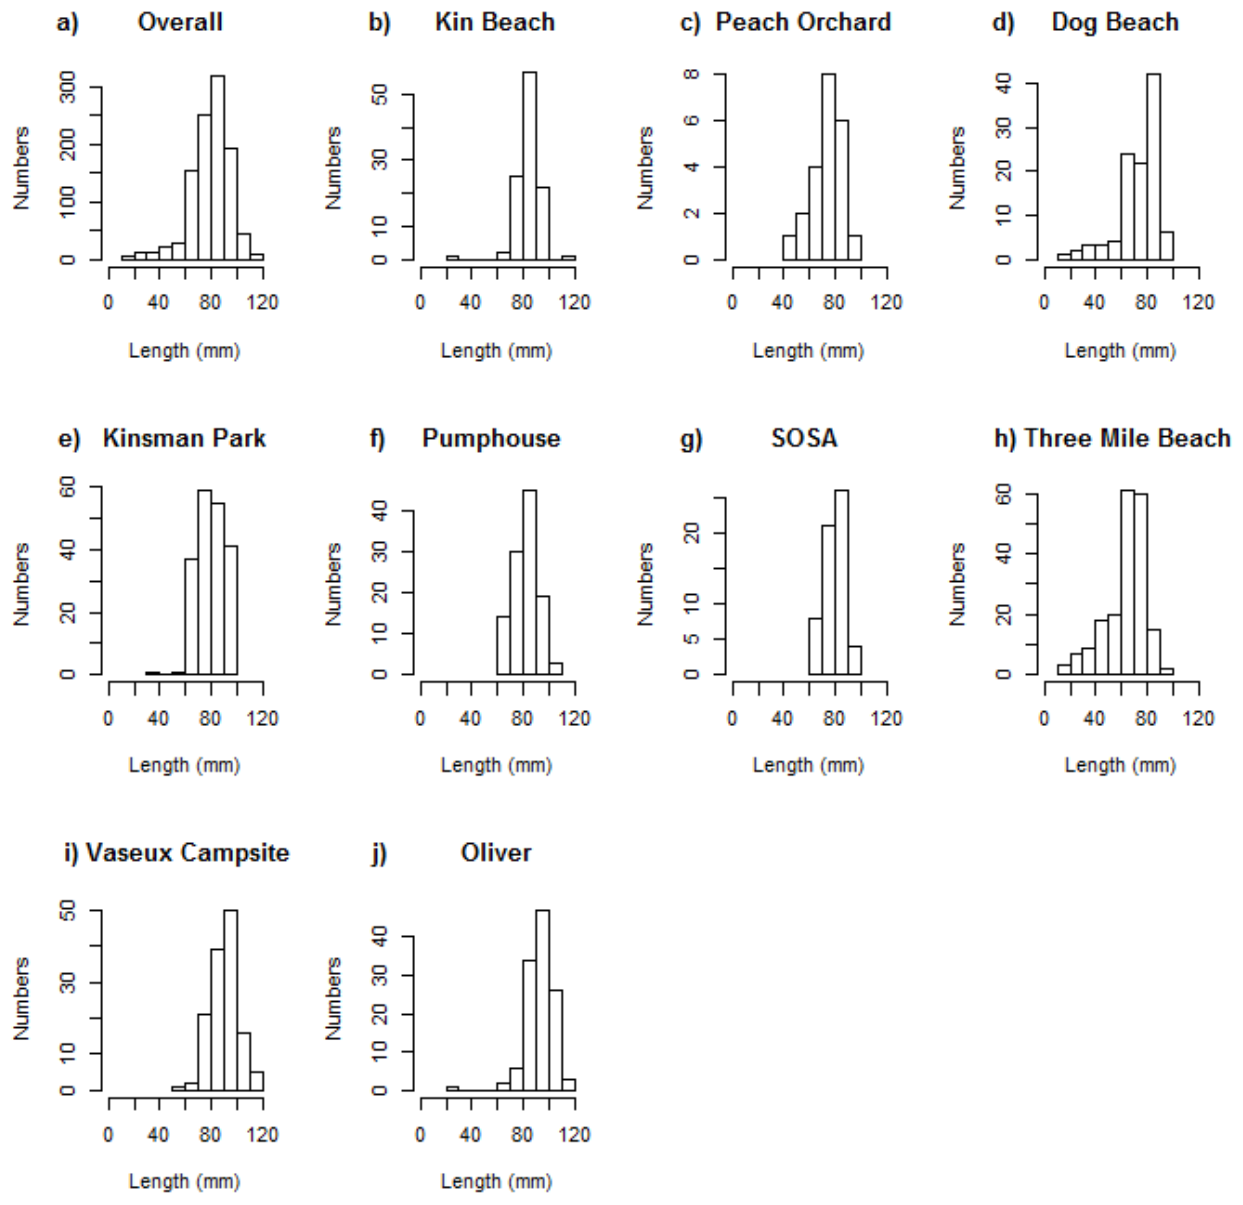 a) Overall
300
200
100
0
Numbers
0 40 80 120
Length (mm)
b) Kin Beach
50
30
10
0
Numbers
0 40 80 120
Length (mm)
c) Peach Orchard
8
6
4
2
0
Numbers
0 40 80 120
Length (mm)
d) Dog Beach
40
30
20
10
0
Numbers
0 40 80 120
Length (mm)
e) Kinsman Park
60
40
20
0
Numbers
0 40 80 120
Length (mm)
f) Pumphouse
40
30
20
10
0
Numbers
0 40 80 120
Length (mm)
g) SOSA
20
10
5
0
Numbers
0 40 80 120
Length (mm)
h) Three Mile Beach
60
40
20
0
Numbers
0 40 80 120
Length (mm)
i) Vaseux Campsite
50
30
10
0
Numbers
0 40 80 120
Length (mm)
j) Oliver
40
30
20
10
0
Numbers
0 40 80 120
Length (mm)